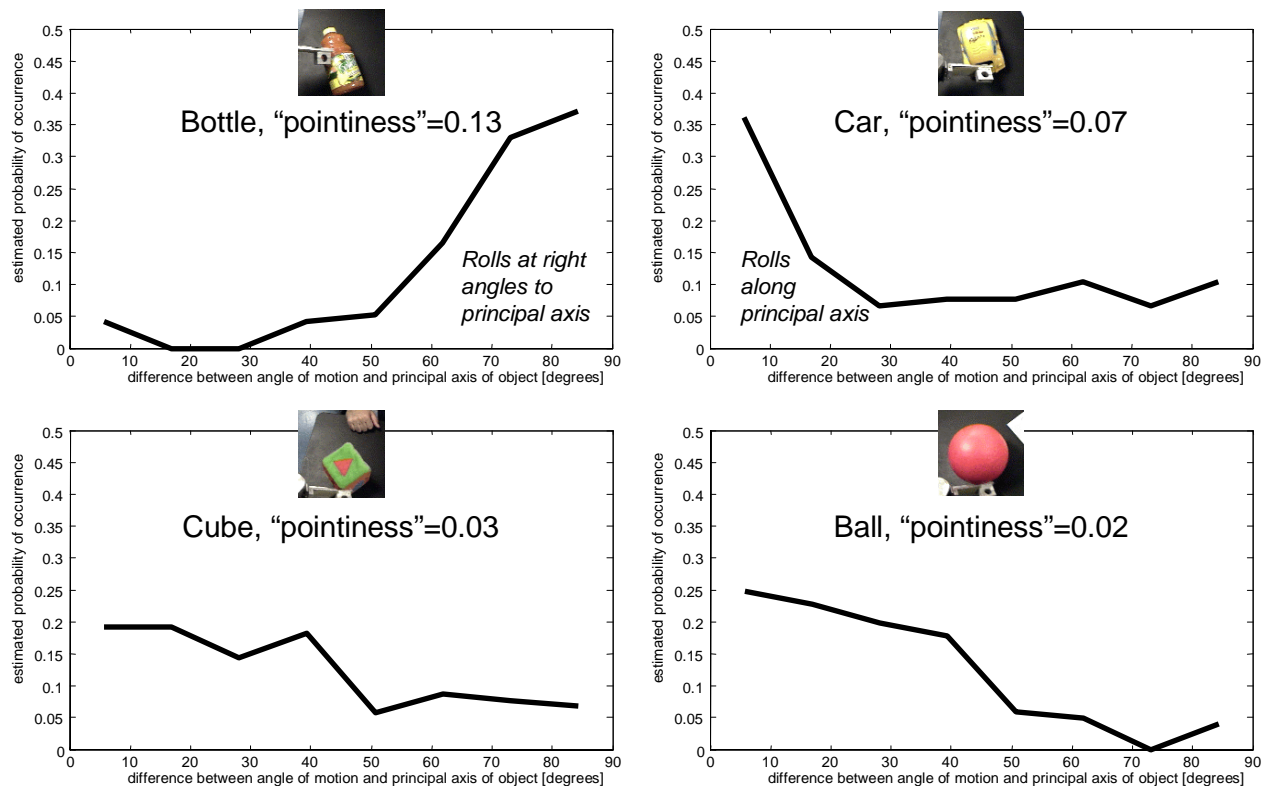 0.5
0.45
0.4
0.35
0.3
0.25
0.2
0.15
0.1
0.05
0
estimated probability of occurrence
Bottle, “pointiness”=0.13
Rolls at right
angles to
principal axis
0 10 20 30 40 50 60 70 80 90
difference between angle of motion and principal axis of object [degrees]
0.5
0.45
0.4
0.35
0.3
0.25
0.2
0.15
0.1
0.05
0
estimated probability of occurrence
Car, “pointiness”=0.07
Rolls
along
principal axis
0 10 20 30 40 50 60 70 80 90
difference between angle of motion and principal axis of object [degrees]
0.5
0.45
0.4
0.35
0.3
0.25
0.2
0.15
0.1
0.05
0
estimated probability of occurrence
Cube, “pointiness”=0.03
0 10 20 30 40 50 60 70 80 90
difference between angle of motion and principal axis of object [degrees]
0.5
0.45
0.4
0.35
0.3
0.25
0.2
0.15
0.1
0.05
0
estimated probability of occurrence
Ball, “pointiness”=0.02
0 10 20 30 40 50 60 70 80 90
difference between angle of motion and principal axis of object [degrees]